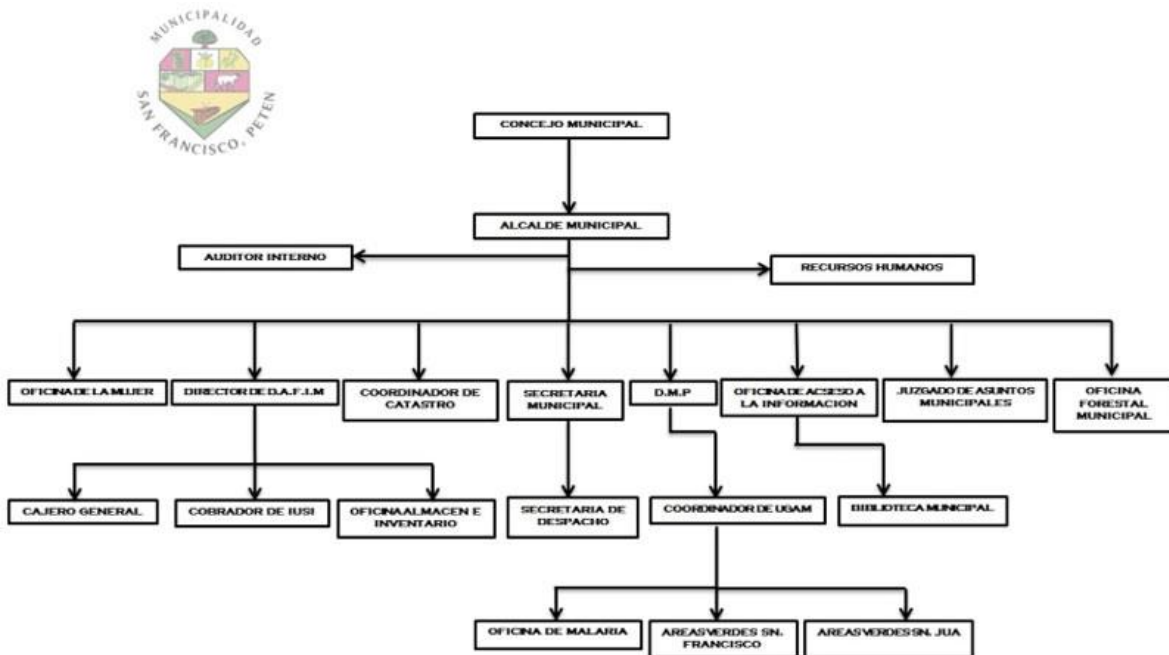 MUNICIPALIDAD
SAN FRANCISCO, PETEN
CONCEJO MUNICIPAL
ALCALDE MUNICIPAL
AUDITOR INTERNO
RECURSOS HUMANOS
OFICINA DE LA MUJER
DIRECTOR DE D.A.F.I.M
COORDINADOR DE
CATASTRO
SECRETARIA
MUNICIPAL
D.M.P
OFICINA DE ACSESO A
LA INFORMACION
JUZGADO DE ASUNTOS
MUNICIPALES
OFICINA
FORESTAL
MUNICIPAL
CAJERO GENERAL
COBRADOR DE IUSI
OFICINA ALMACEN E
INVENTARIO
SECRETARIA DE
DESPACHO
COORDINADOR DE UGAM
BIBLIOTECA MUNICIPAL
OFICINA DE MALARIA
AREAS VERDES SN.
FRANCISCO
AREAS VERDES SN. JUA